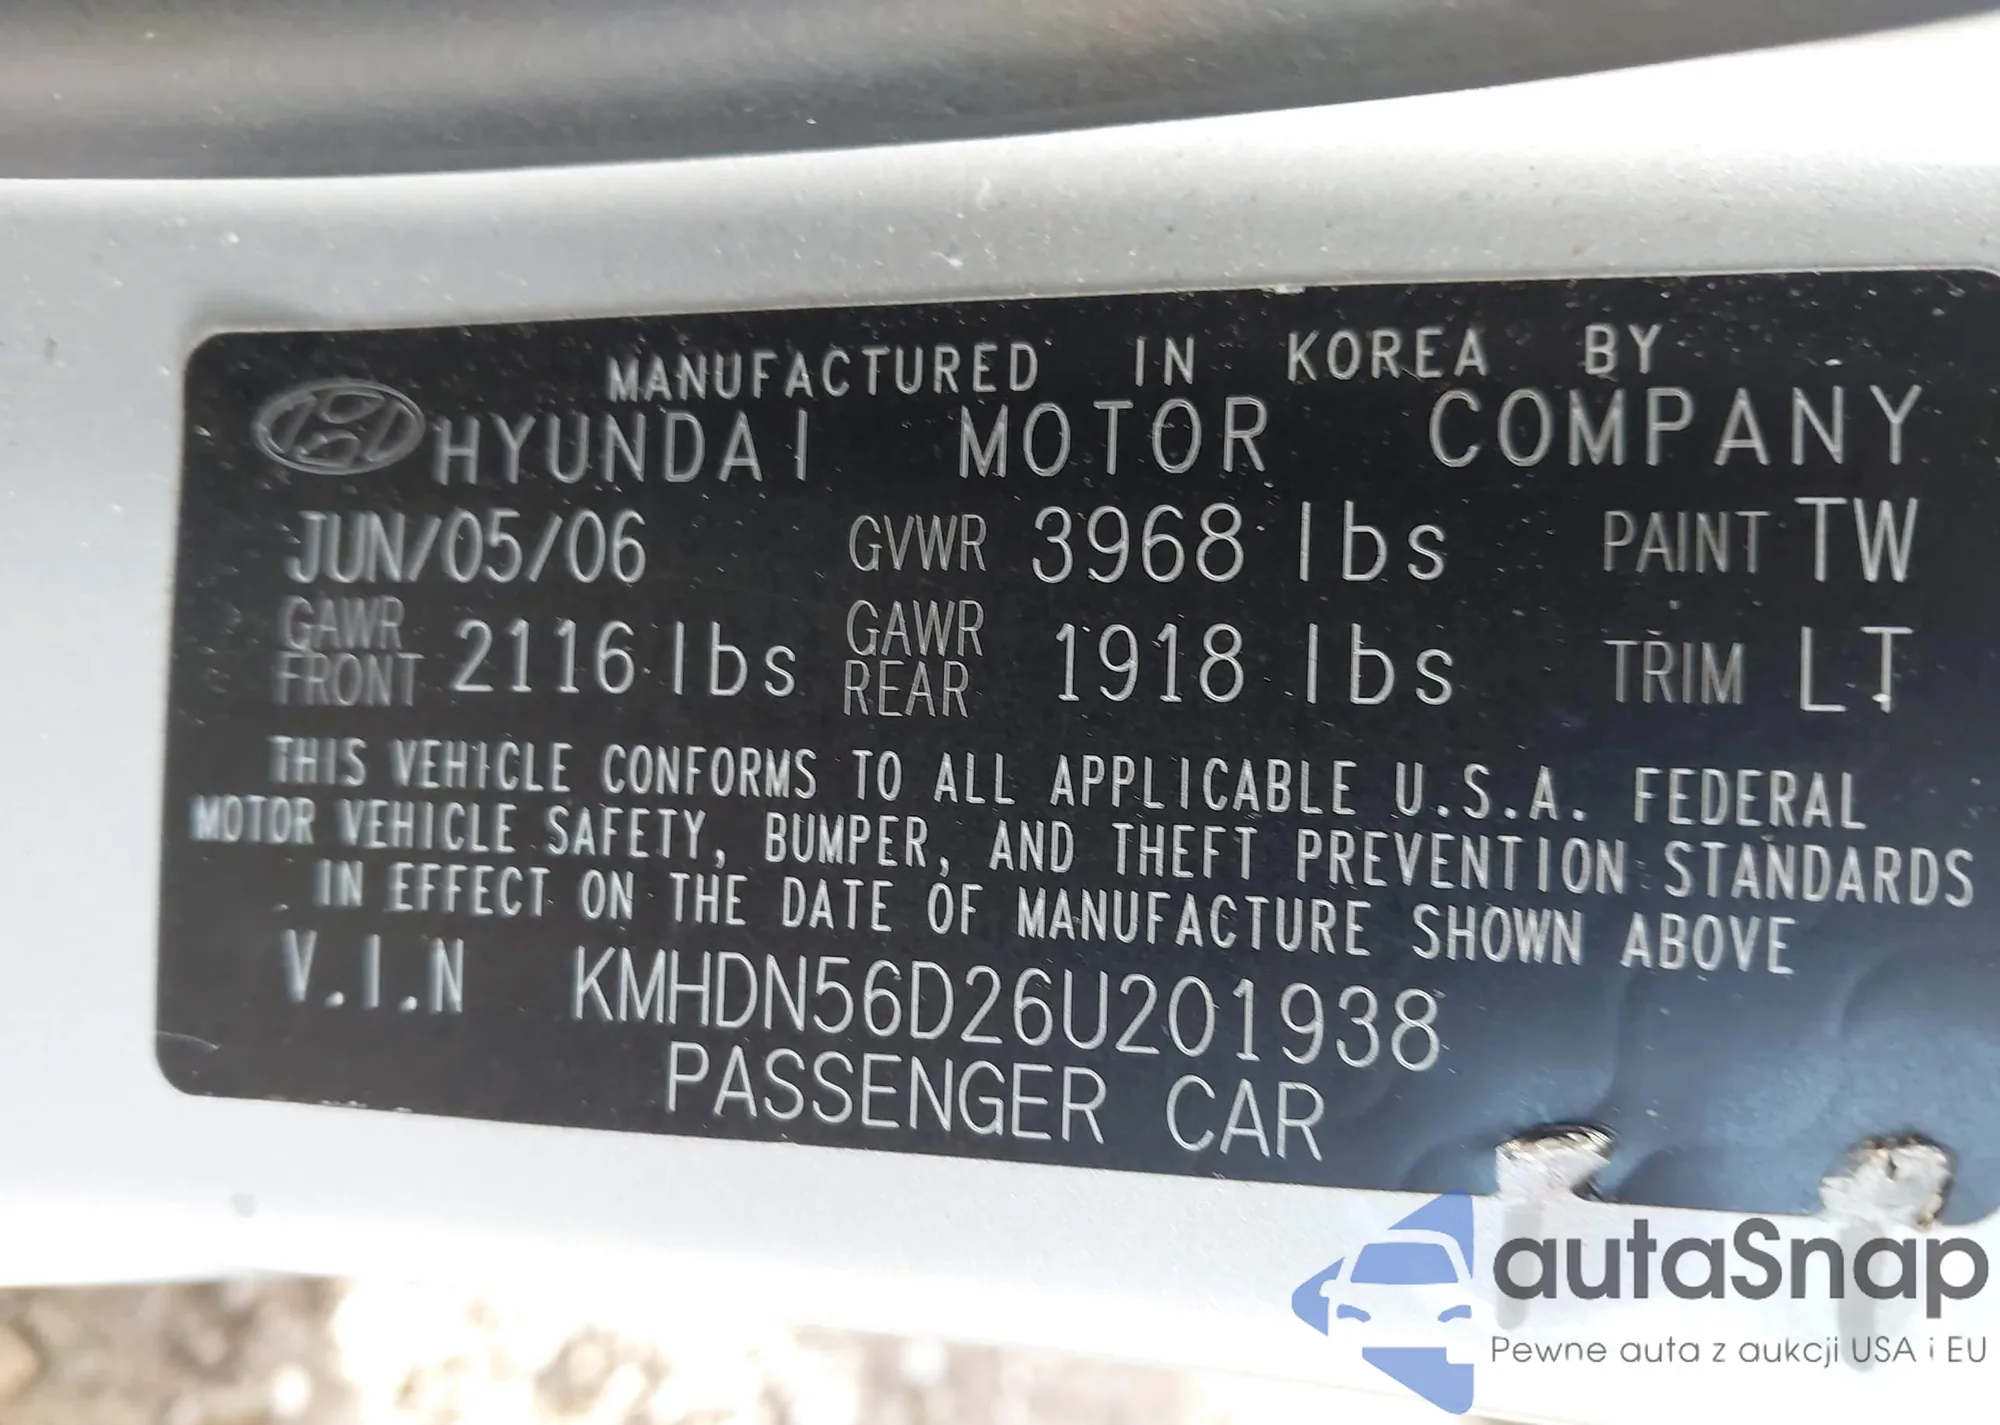 MANUFACTURED IN KOREA BY
HYUNDAI MOTOR COMPANY
JUN/05/06 GVWR 3968 lbs PAINT TW
GAWR FRONT 2116 lbs GAWR REAR 1918 lbs TRIM LT
THIS VEHICLE CONFORMS TO ALL APPLICABLE U.S.A. FEDERAL
MOTOR VEHICLE SAFETY, BUMPER, AND THEFT PREVENTION STANDARDS
IN EFFECT ON THE DATE OF MANUFACTURE SHOWN ABOVE
V.I.N KMHDN56D26U201938
PASSENGER CAR
autaSnap
Pewne auta z aukcji USA i EU